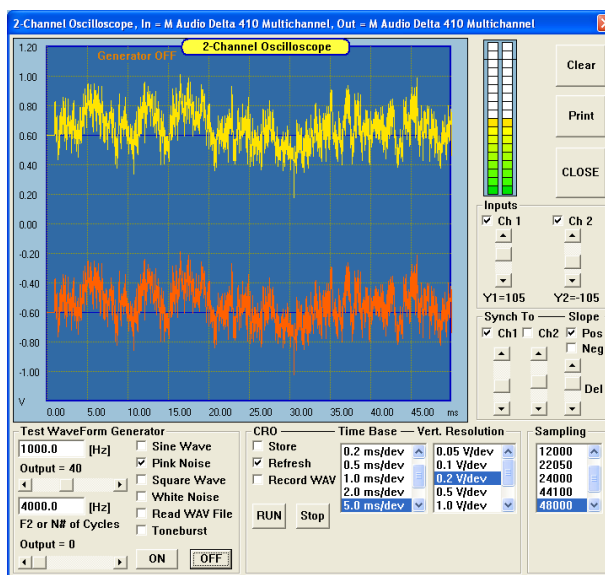 2-Channel Oscilloscope, In = M Audio Delta 410 Multichannel, Out = M Audio Delta 410 Multichannel
2-Channel Oscilloscope
Generator OFF
1.20
1.00
0.80
0.60
0.40
0.20
0.00
-0.20
-0.40
-0.60
-0.80
-1.00
V
0.00 5.00 10.00 15.00 20.00 25.00 30.00 35.00 40.00 45.00 ms
Clear
Print
CLOSE
Inputs
Ch 1 Ch 2
Y1=105 Y2=-105
Synch To Slope
Ch1 Ch2 Pos
Neg
Del
Test WaveForm Generator
1000.0 [Hz]
Output = 40
4000.0 [Hz]
F2 or N# of Cycles
Output = 0
Sine Wave
Pink Noise
Square Wave
White Noise
Read WAV File
Toneburst
ON OFF
CRO
Store
Refresh
Record WAV
RUN Stop
Time Base
0.2 ms/dev
0.5 ms/dev
1.0 ms/dev
2.0 ms/dev
5.0 ms/dev
Vert. Resolution
0.05 V/dev
0.1 V/dev
0.2 V/dev
0.5 V/dev
1.0 V/dev
Sampling
12000
22050
24000
44100
48000